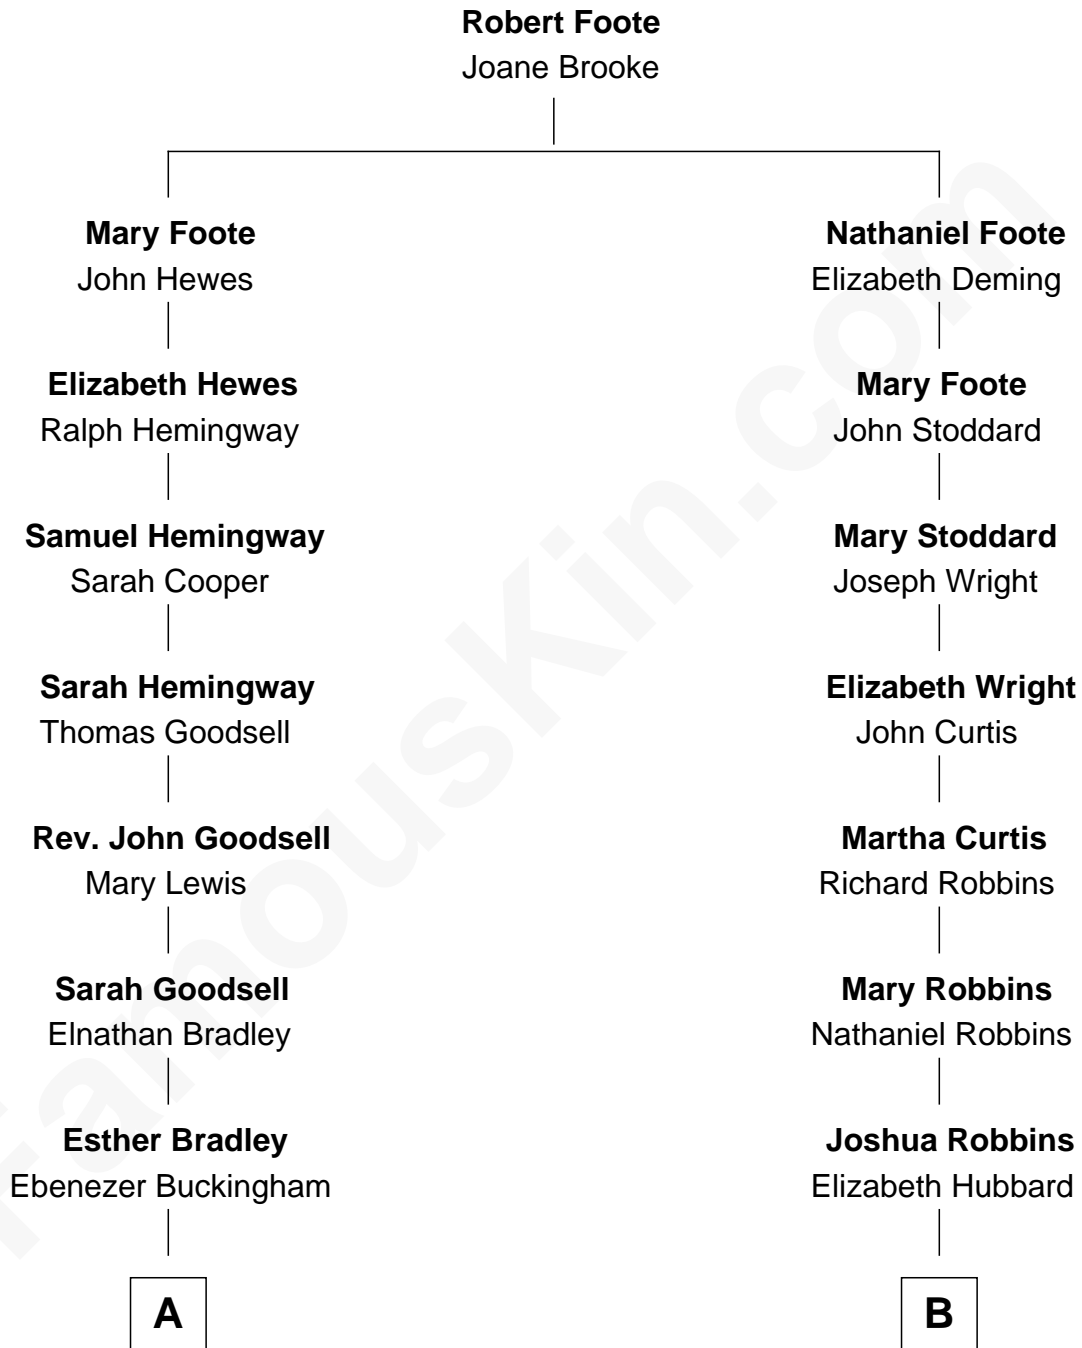 Robert Foote
Joane Brooke
Mary Foote
John Hewes
Nathaniel Foote
Elizabeth Deming
Elizabeth Hewes
Ralph Hemingway
Mary Foote
John Stoddard
Samuel Hemingway
Sarah Cooper
Mary Stoddard
Joseph Wright
Sarah Hemingway
Thomas Goodsell
Elizabeth Wright
John Curtis
Rev. John Goodsell
Mary Lewis
Martha Curtis
Richard Robbins
Sarah Goodsell
Elnathan Bradley
Mary Robbins
Nathaniel Robbins
Esther Bradley
Ebenezer Buckingham
Joshua Robbins
Elizabeth Hubbard
A
B
FamousKin.com